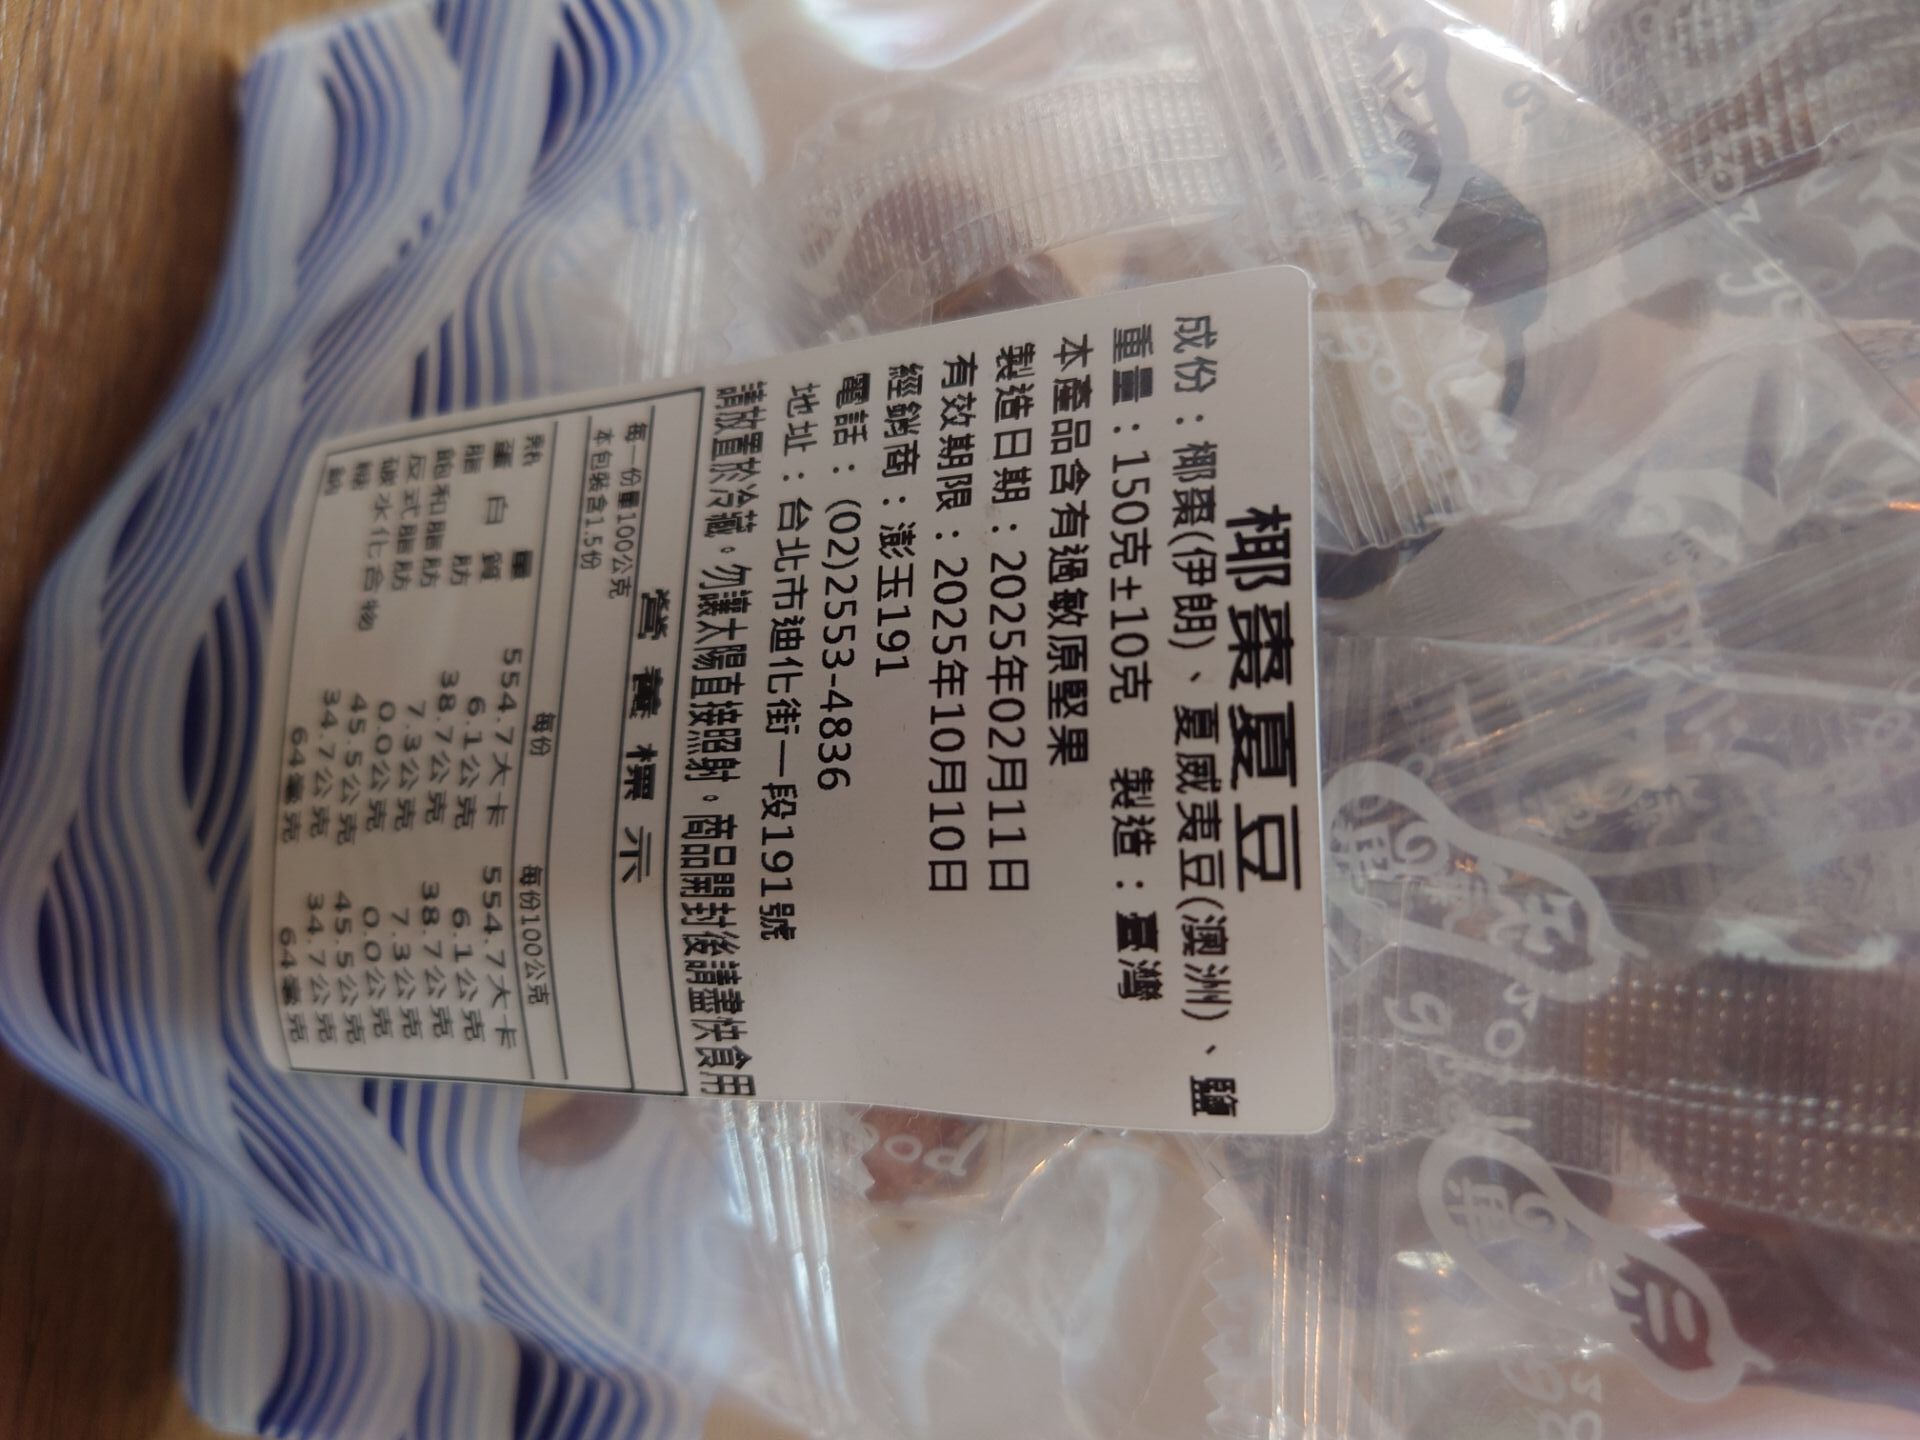 椰棗夏豆
成份：椰棗(伊朗)、夏威夷豆(澳洲)、鹽
重量：150克±10克 製造：臺灣
本產品含有過敏原堅果
製造日期：2025年02月11日
有效期限：2025年10月10日
經銷商：澎玉191
電話：(02)2553-4836
地址：台北市迪化街一段191號
請放置於冷藏。勿讓太陽直接照射。商品開封後請盡快食用
營養標示
每一份量100公克
本包裝含1.5份
每份 每份100公克
熱量 554.7大卡 554.7大卡
蛋白質 6.1公克 6.1公克
脂肪 38.7公克 38.7公克
飽和脂肪 7.3公克 7.3公克
反式脂肪 0.0公克 0.0公克
碳水化合物 45.5公克 45.5公克
糖 34.7公克 34.7公克
鈉 64毫克 64毫克
good